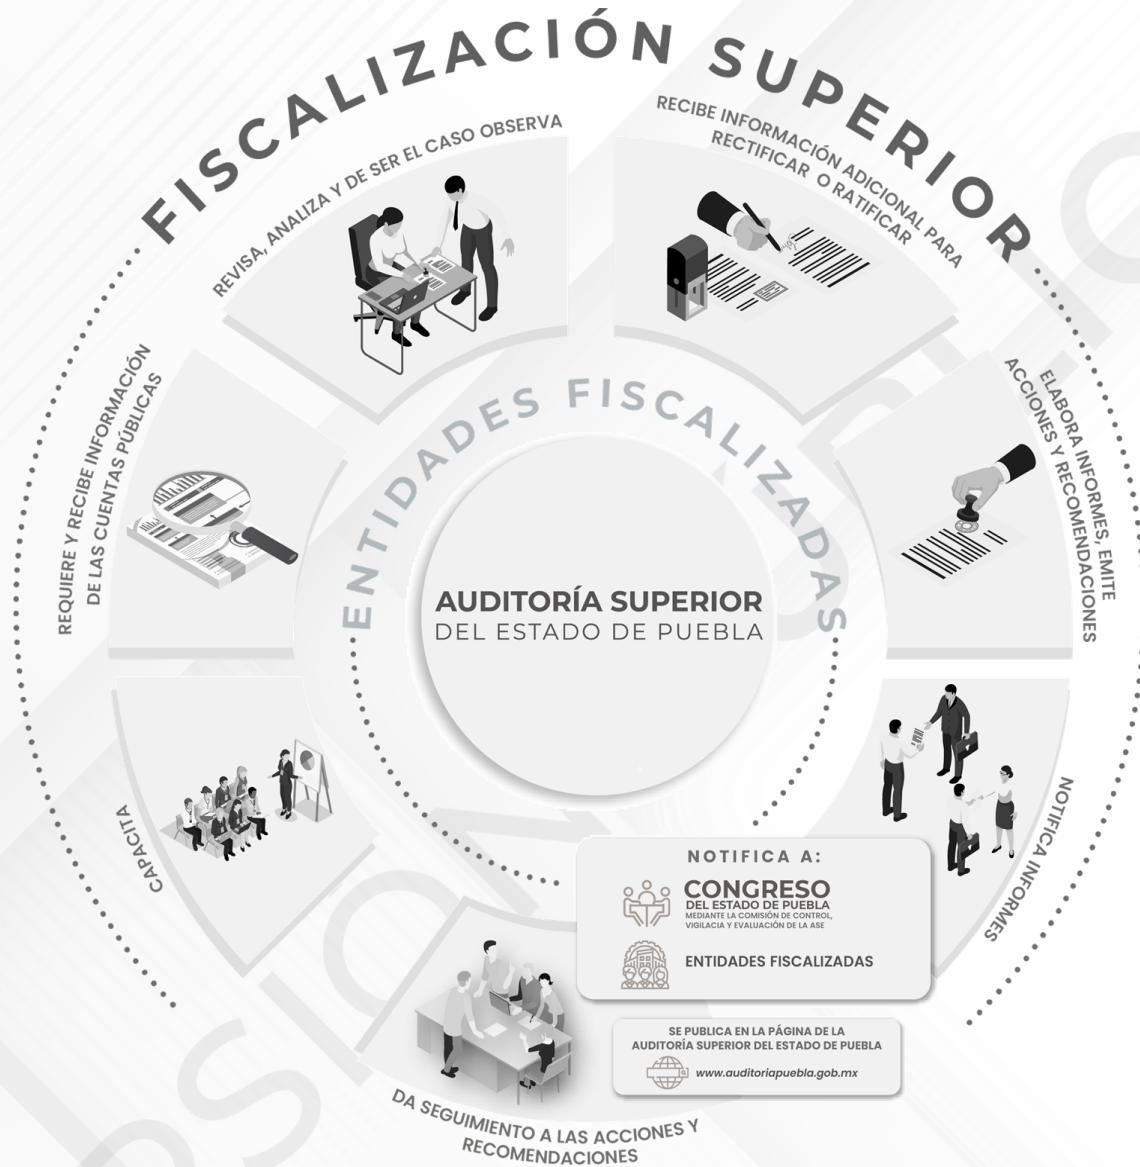 FISCALIZACIÓN SUPERIOR
REVISA, ANALIZA Y DE SER EL CASO OBSERVA
RECIBE INFORMACIÓN ADICIONAL PARA
RECTIFICAR O RATIFICAR
REQUIERE Y RECIBE INFORMACIÓN
DE LAS CUENTAS PÚBLICAS
ELABORA INFORMES, EMITE
ACCIONES Y RECOMENDACIONES
ENTIDADES FISCALIZADAS
AUDITORÍA SUPERIOR
DEL ESTADO DE PUEBLA
CAPACITA
NOTIFICA INFORMES
NOTIFICA A:
CONGRESO
DEL ESTADO DE PUEBLA
MEDIANTE LA COMISIÓN DE CONTROL,
VIGILACIA Y EVALUACIÓN DE LA ASE
ENTIDADES FISCALIZADAS
SE PUBLICA EN LA PÁGINA DE LA
AUDITORÍA SUPERIOR DEL ESTADO DE PUEBLA
www.auditoriapuebla.gob.mx
DA SEGUIMIENTO A LAS ACCIONES Y
RECOMENDACIONES